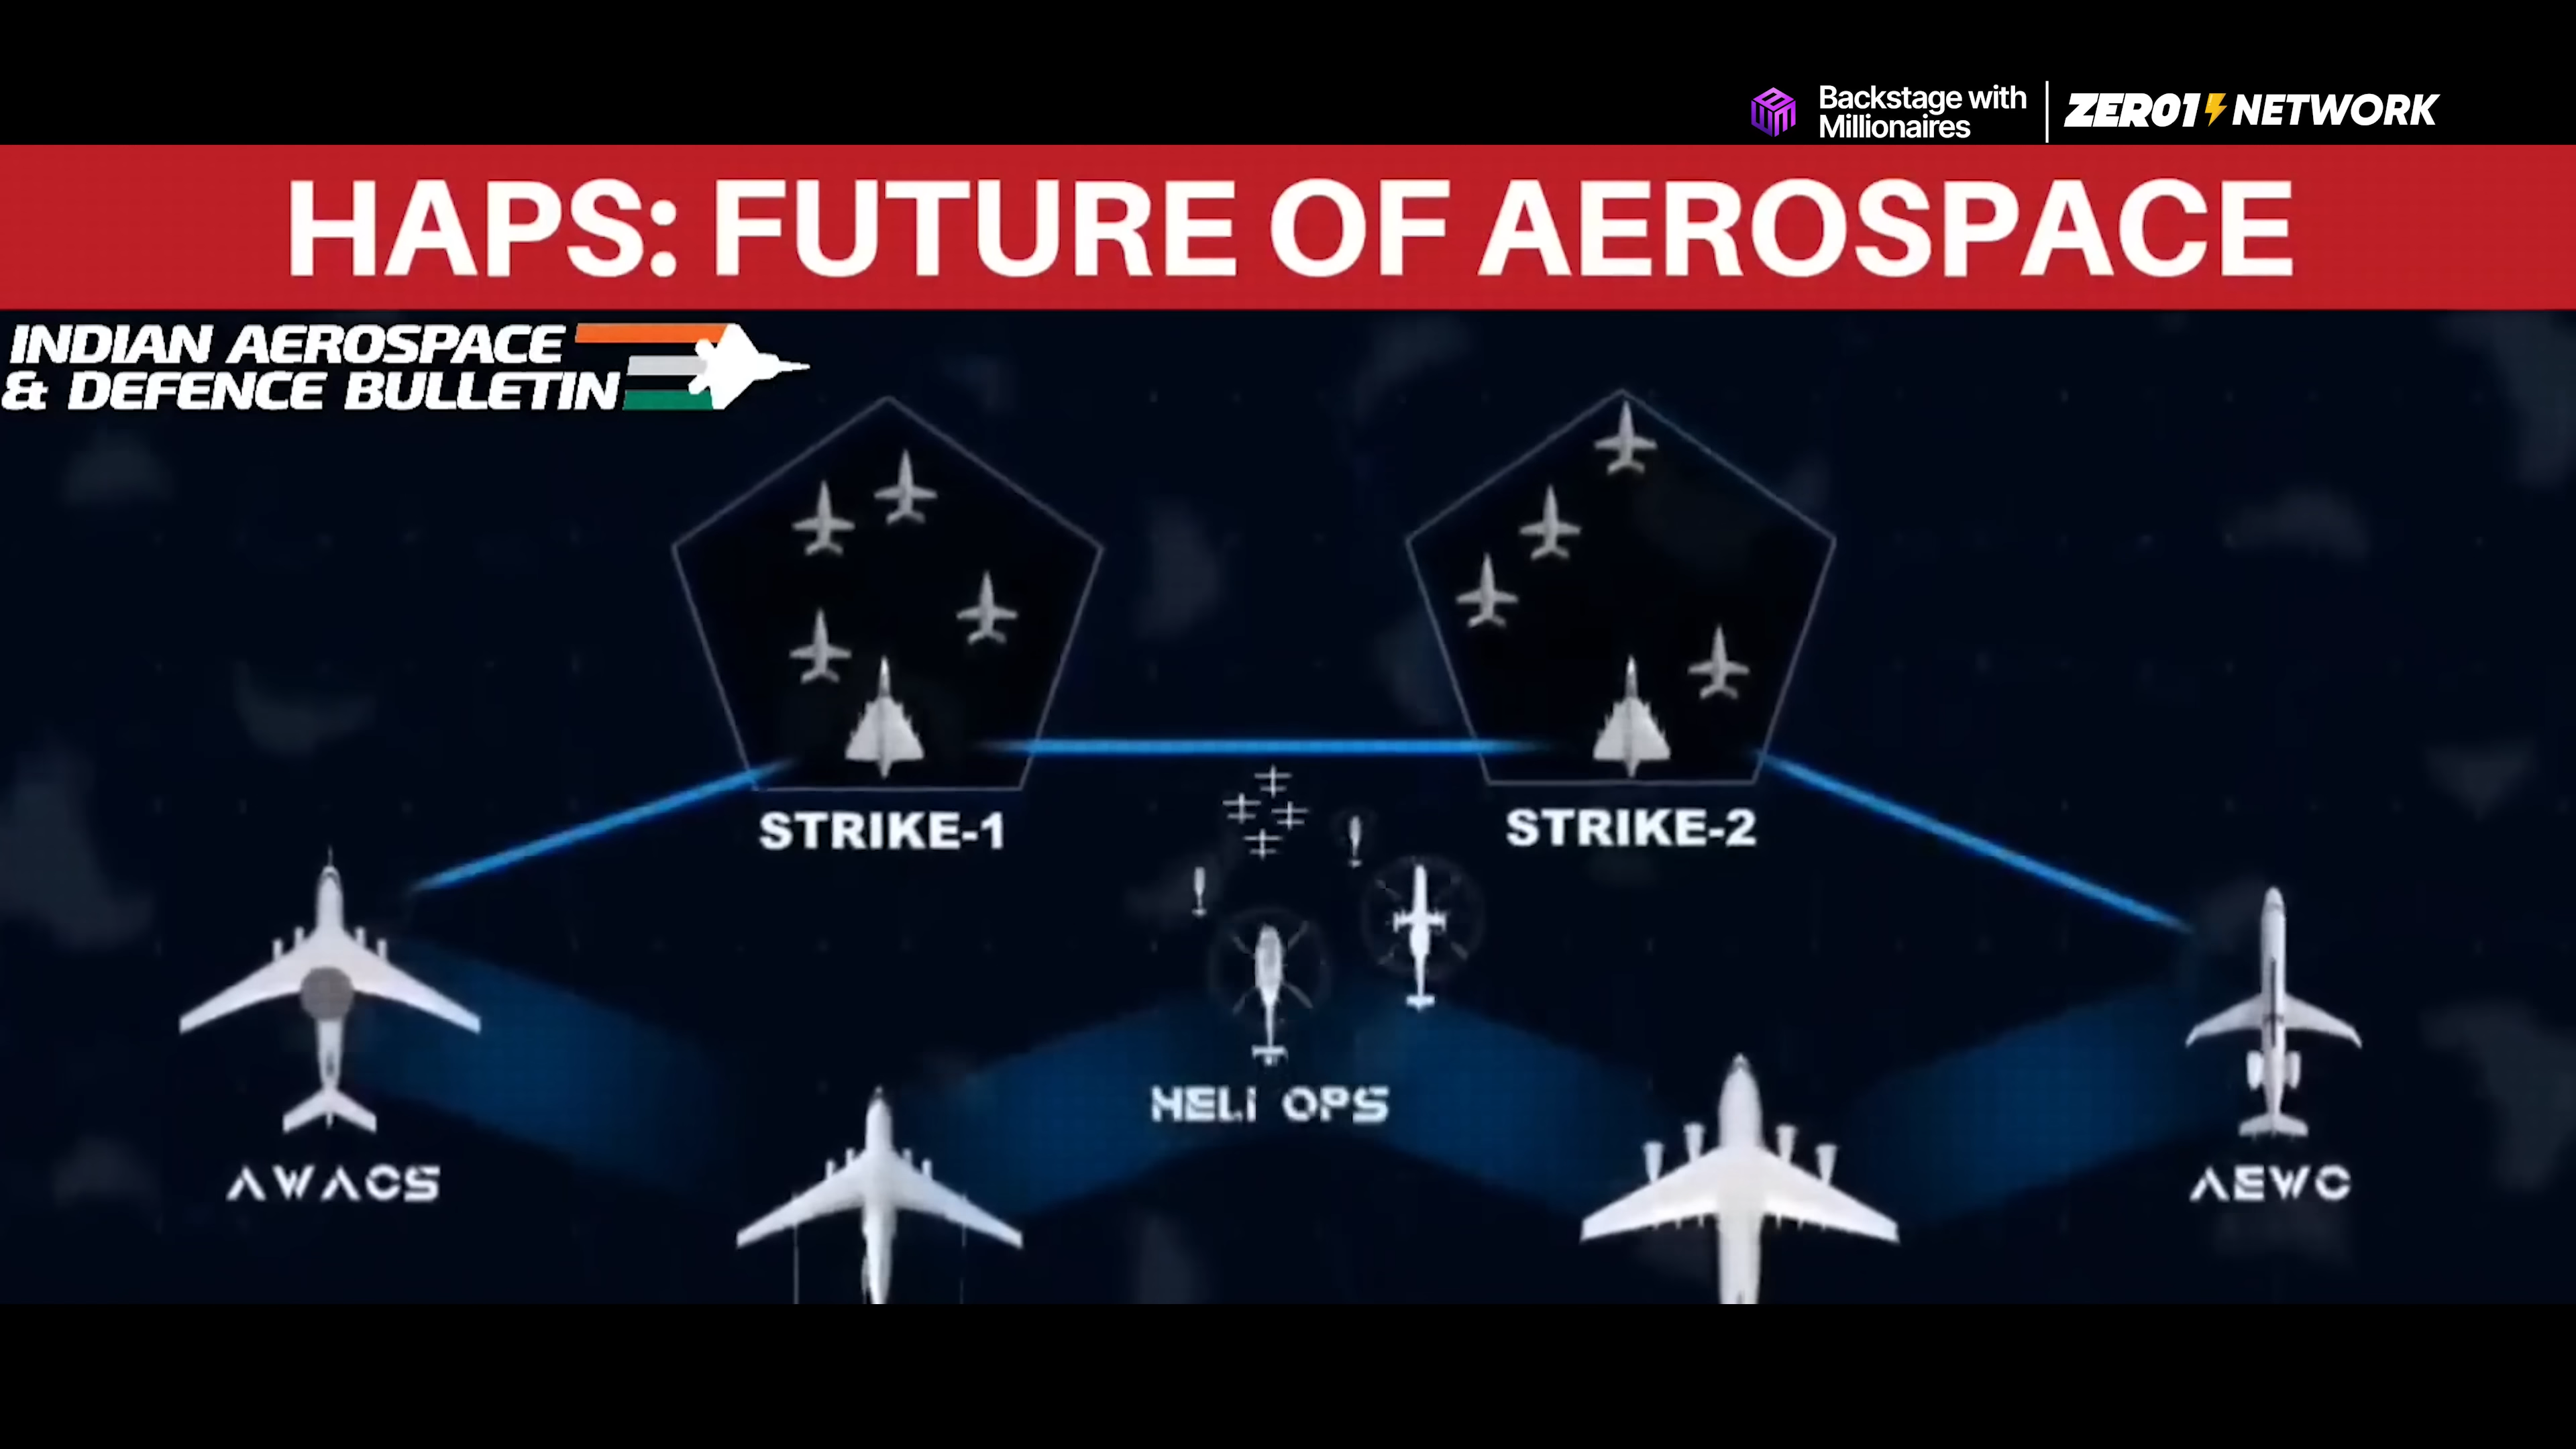 Backstage with
Millionaires
ZERO1 NETWORK
HAPS: FUTURE OF AEROSPACE
INDIAN AEROSPACE
& DEFENCE BULLETIN
STRIKE-1
STRIKE-2
HELI OPS
AWACS
AEWC